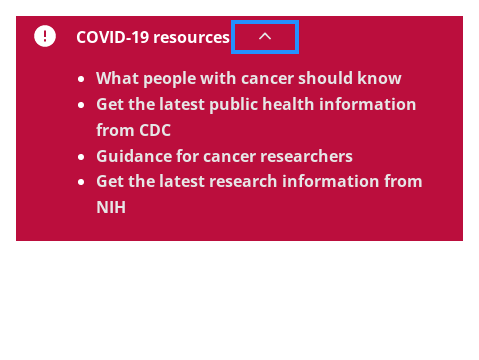 COVID-19 resources
What people with cancer should know
Get the latest public health information
from CDC
Guidance for cancer researchers
Get the latest research information from
NIH